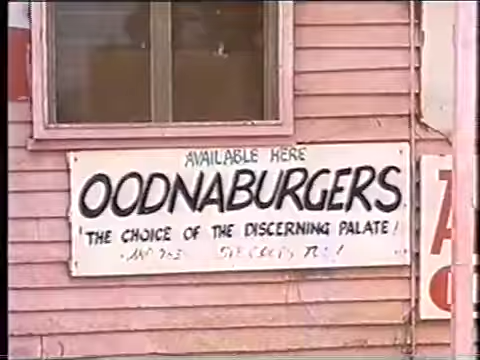 AVAILABLE HERE
OODNABURGERS
'THE CHOICE OF THE DISCERNING PALATE!